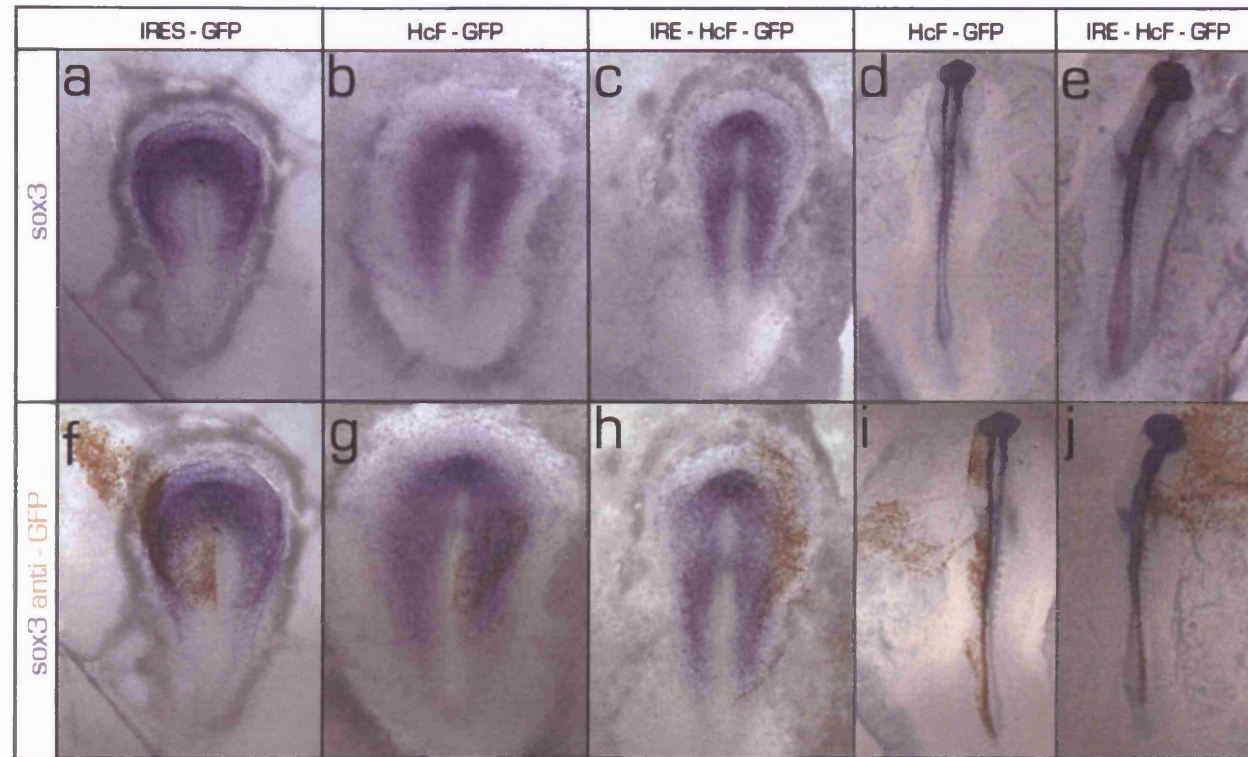 IRES - GFP
HcF - GFP
IRE - HcF - GFP
HcF - GFP
IRE - HcF - GFP
sox3
a
b
c
d
e
sox3 anti - GFP
f
g
h
i
j